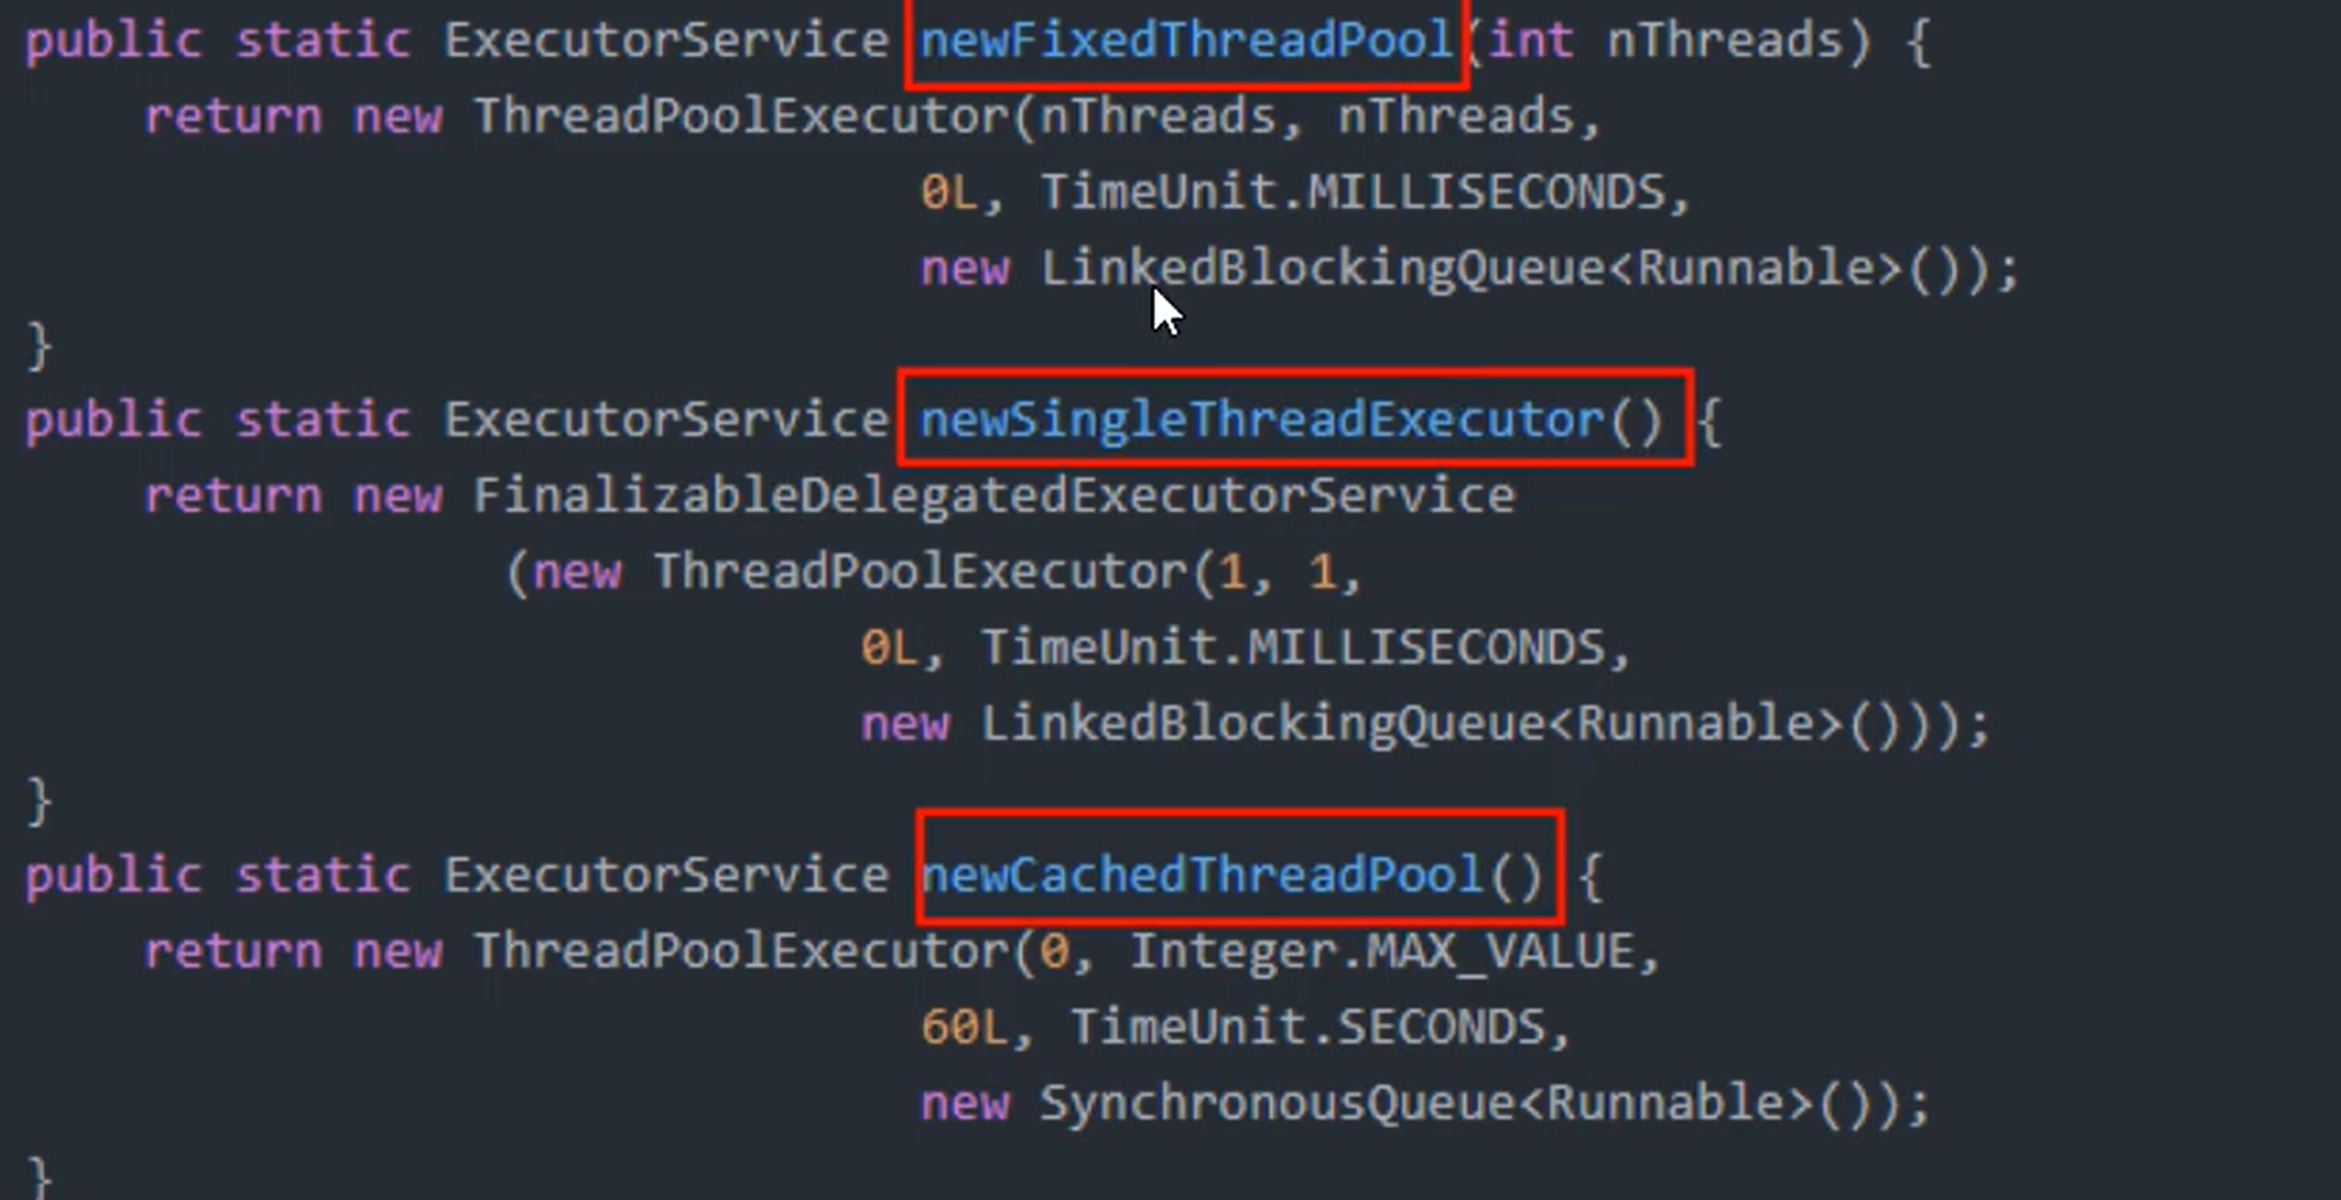 public static ExecutorService newFixedThreadPool(int nThreads) {
return new ThreadPoolExecutor(nThreads, nThreads,
0L, TimeUnit.MILLISECONDS,
new LinkedBlockingQueue<Runnable>());
}
public static ExecutorService newSingleThreadExecutor() {
return new FinalizableDelegatedExecutorService
(new ThreadPoolExecutor(1, 1,
0L, TimeUnit.MILLISECONDS,
new LinkedBlockingQueue<Runnable>()));
}
public static ExecutorService newCachedThreadPool() {
return new ThreadPoolExecutor(0, Integer.MAX_VALUE,
60L, TimeUnit.SECONDS,
new SynchronousQueue<Runnable>());
}